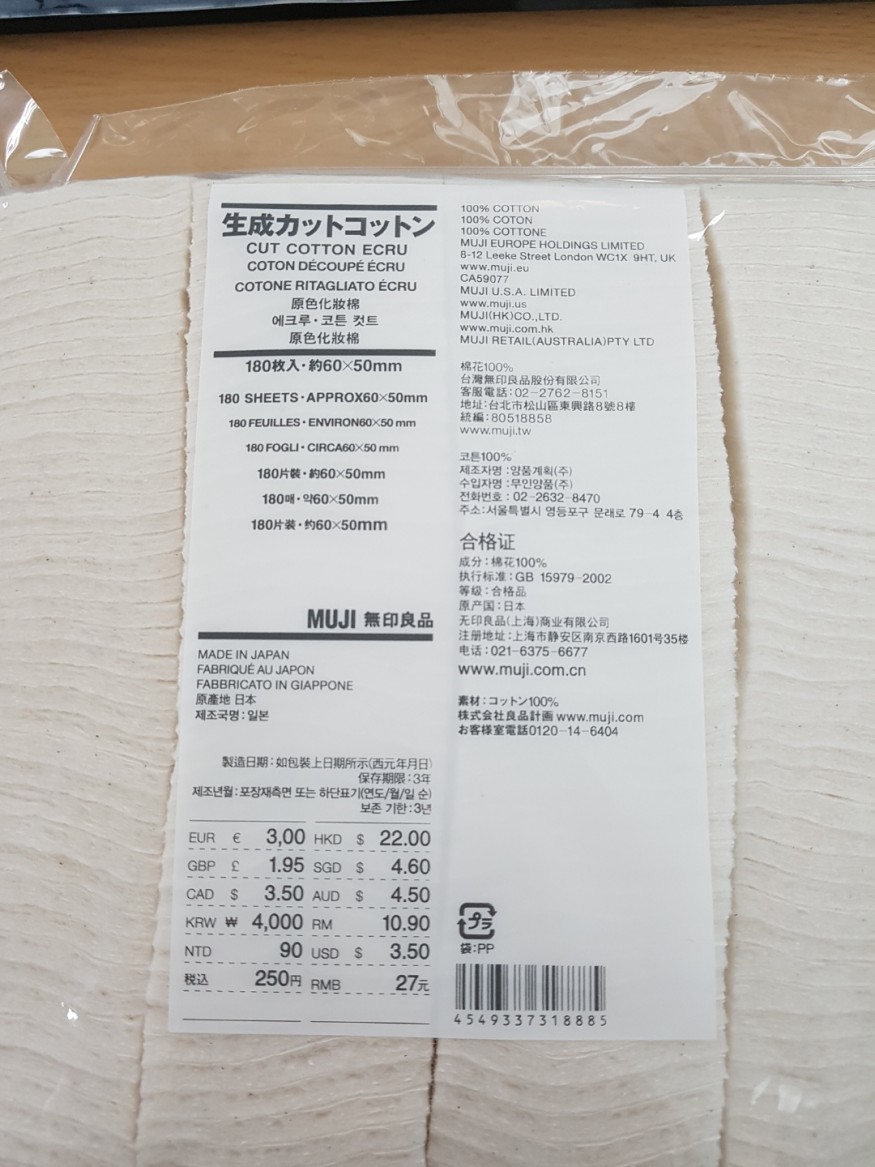 生成カットコットン
CUT COTTON ECRU
COTON DÉCOUPÉ ÉCRU
COTONE RITAGLIATO ÉCRU
原色化妝棉
에크루·코튼 컷트
原色化妝棉
180枚入·約60×50mm
180 SHEETS·APPROX60×50mm
180 FEUILLES·ENVIRON60×50 mm
180 FOGLI·CIRCA60×50 mm
180片裝·約60×50mm
180매·약60×50mm
180片装·约60×50mm
MUJI 無印良品
MADE IN JAPAN
FABRIQUÉ AU JAPON
FABBRICATO IN GIAPPONE
原產地 日本
제조국명:일본
製造日期:如包裝上日期所示(西元年月日)
保存期限:3年
제조년월:포장재측면 또는 하단표기(연도/월/일 순)
보존 기한:3년
EUR € 3,00 HKD $ 22.00
GBP £ 1.95 SGD $ 4.60
CAD $ 3.50 AUD $ 4.50
KRW ₩ 4,000 RM 10.90
NTD 90 USD $ 3.50
税込 250円 RMB 27元
100% COTTON
100% COTON
100% COTTONE
MUJI EUROPE HOLDINGS LIMITED
8-12 Leeke Street London WC1X 9HT, UK
www.muji.eu
CA59077
MUJI U.S.A. LIMITED
www.muji.us
MUJI(HK)CO.,LTD.
www.muji.com.hk
MUJI RETAIL(AUSTRALIA)PTY LTD
棉花100%
台灣無印良品股份有限公司
客服電話:02-2762-8151
地址:台北市松山區東興路8號8樓
統編:80518858
www.muji.tw
코튼100%
제조자명:양품계획(주)
수입자명:무인양품(주)
전화번호:02-2632-8470
주소:서울특별시 영등포구 문래로 79-4 4층
合格证
成分:棉花100%
执行标准:GB 15979-2002
等级:合格品
原产国:日本
无印良品(上海)商业有限公司
注册地址:上海市静安区南京西路1601号35楼
电话:021-6375-6677
www.muji.com.cn
素材:コットン100%
株式会社良品計画 www.muji.com
お客様室電話0120-14-6404
プラ
袋:PP
4549337318885